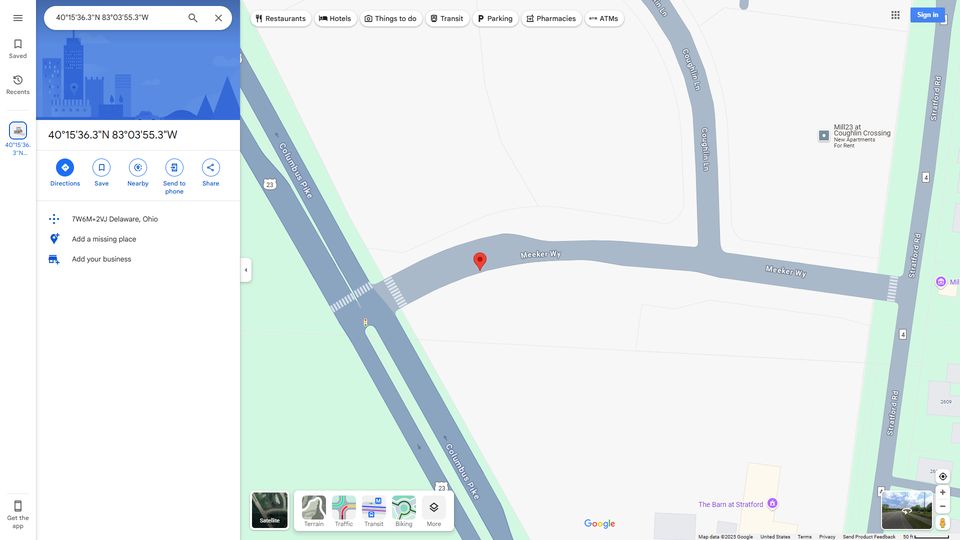 40°15'36.3"N 83°03'55.3"W
Restaurants
Hotels
Things to do
Transit
Parking
Pharmacies
ATMs
Sign in
Saved
Recents
40°15'36.
3"N...
40°15'36.3"N 83°03'55.3"W
Directions
Save
Nearby
Send to
phone
Share
7W6M+2VJ Delaware, Ohio
Add a missing place
Add your business
Get the
app
Coughlin Ln
Coughlin Ln
Coughlin Ln
Stratford Rd
Stratford Rd
Stratford Rd
Mill23 at
Coughlin Crossing
New Apartments
For Rent
4
4
4
Columbus Pike
23
Meeker Wy
Meeker Wy
Mil
2609
Columbus Pike
23
The Barn at Stratford
Satellite
Terrain
Traffic
Transit
Biking
More
Google
Map data ©2025 Google
United States
Terms
Privacy
Send Product Feedback
50 ft